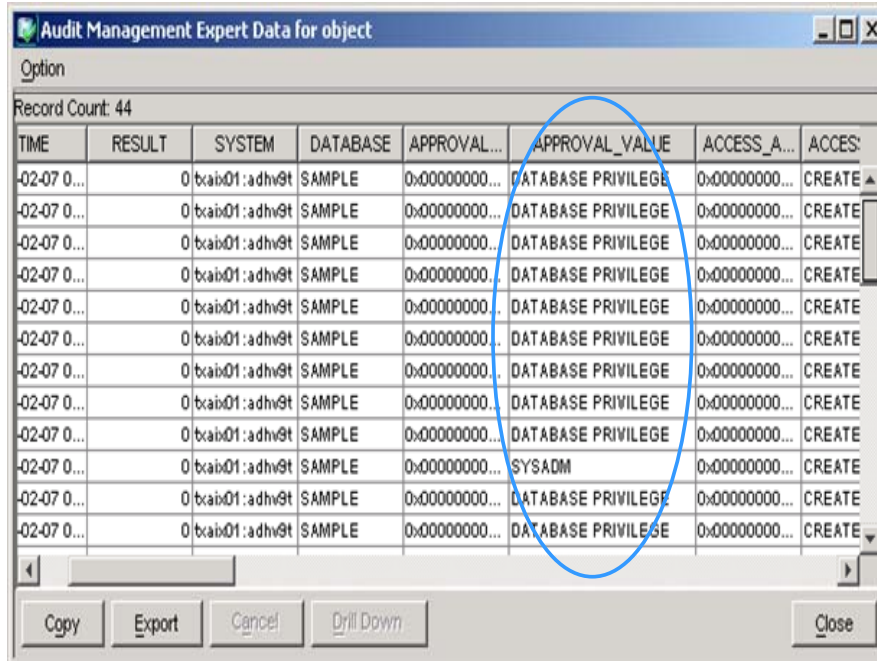 Audit Management Expert Data for object
Option
Record Count: 44
TIME RESULT SYSTEM DATABASE APPROVAL... APPROVAL_VALUE ACCESS_A... ACCES
-02-07 0... 0 txaix01:adhv9t SAMPLE 0x00000000... DATABASE PRIVILEGE 0x00000000... CREATE
-02-07 0... 0 txaix01:adhv9t SAMPLE 0x00000000... DATABASE PRIVILEGE 0x00000000... CREATE
-02-07 0... 0 txaix01:adhv9t SAMPLE 0x00000000... DATABASE PRIVILEGE 0x00000000... CREATE
-02-07 0... 0 txaix01:adhv9t SAMPLE 0x00000000... DATABASE PRIVILEGE 0x00000000... CREATE
-02-07 0... 0 txaix01:adhv9t SAMPLE 0x00000000... DATABASE PRIVILEGE 0x00000000... CREATE
-02-07 0... 0 txaix01:adhv9t SAMPLE 0x00000000... DATABASE PRIVILEGE 0x00000000... CREATE
-02-07 0... 0 txaix01:adhv9t SAMPLE 0x00000000... DATABASE PRIVILEGE 0x00000000... CREATE
-02-07 0... 0 txaix01:adhv9t SAMPLE 0x00000000... DATABASE PRIVILEGE 0x00000000... CREATE
-02-07 0... 0 txaix01:adhv9t SAMPLE 0x00000000... DATABASE PRIVILEGE 0x00000000... CREATE
-02-07 0... 0 txaix01:adhv9t SAMPLE 0x00000000... SYSADM 0x00000000... CREATE
-02-07 0... 0 txaix01:adhv9t SAMPLE 0x00000000... DATABASE PRIVILEGE 0x00000000... CREATE
-02-07 0... 0 txaix01:adhv9t SAMPLE 0x00000000... DATABASE PRIVILEGE 0x00000000... CREATE
Copy Export Cancel Drill Down Close